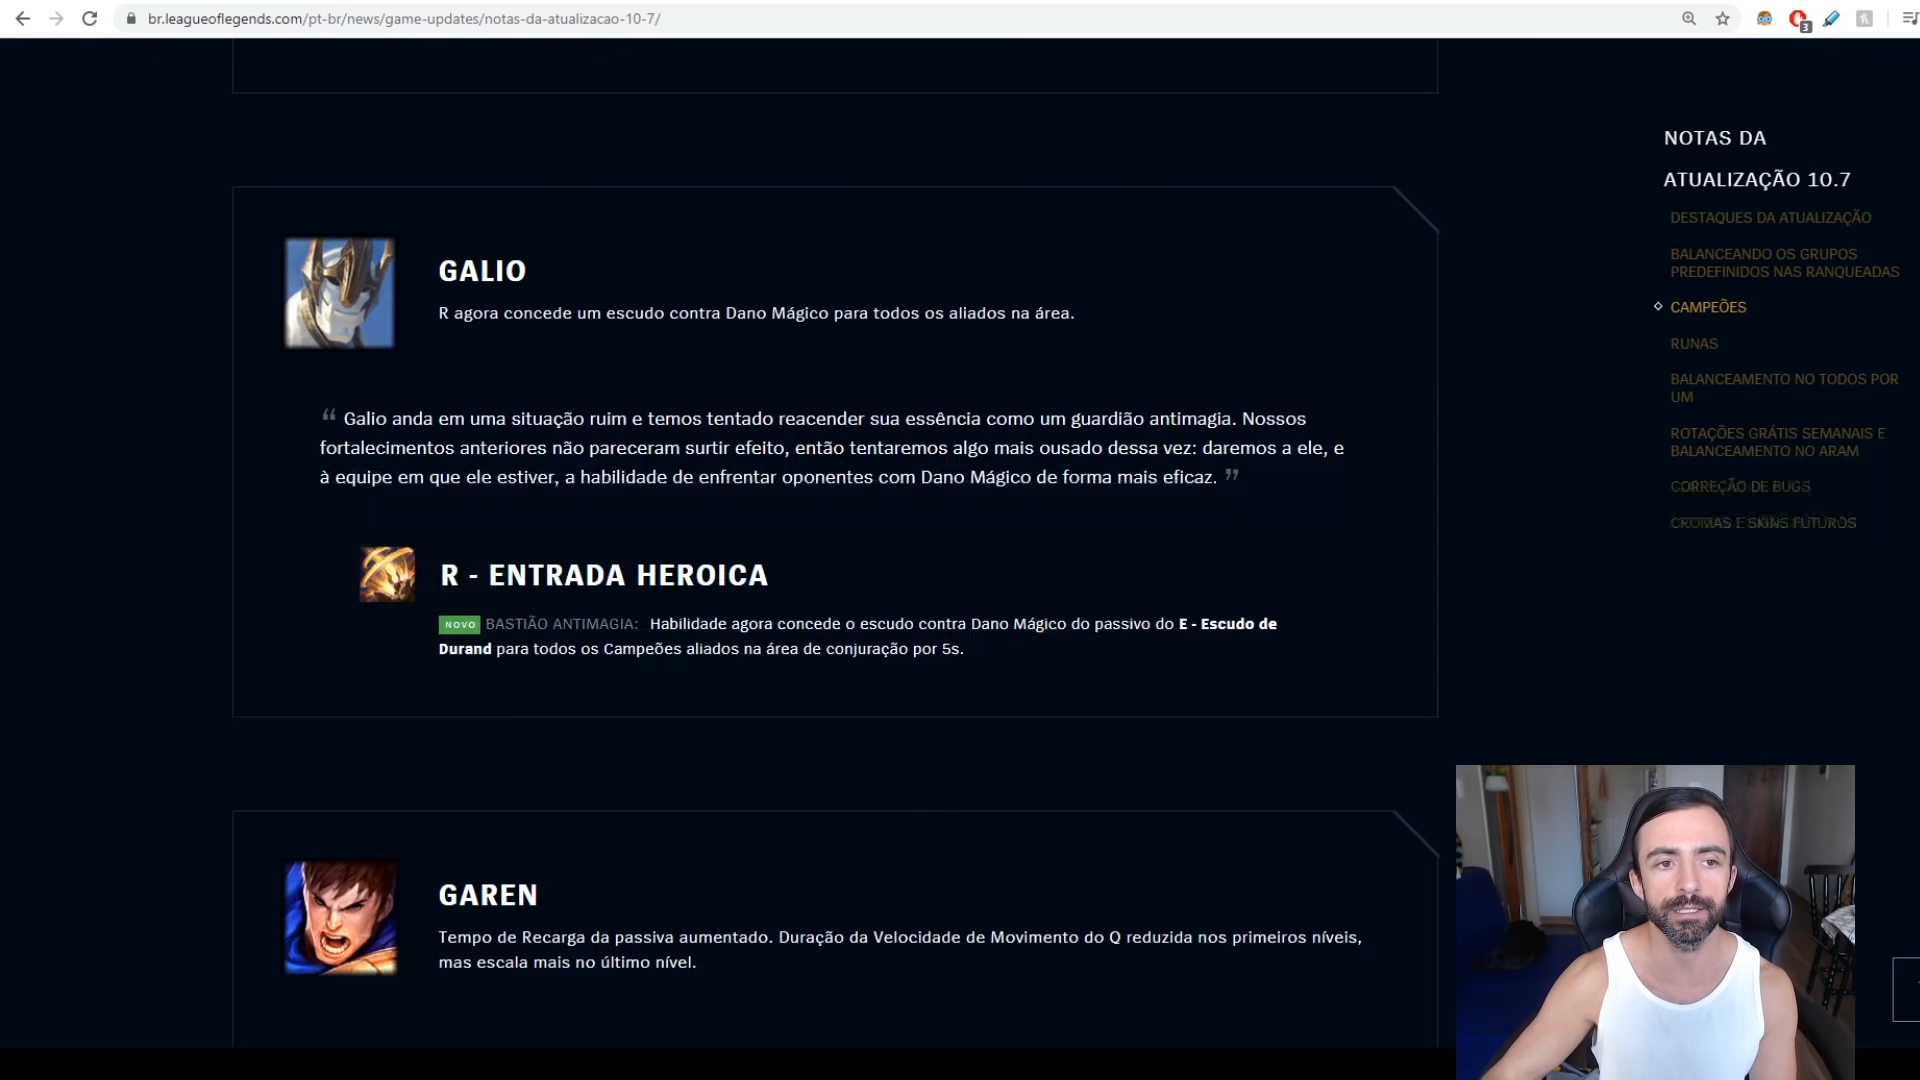 br.leagueoflegends.com/pt-br/news/game-updates/notas-da-atualizacao-10-7/
3
NOTAS DA
ATUALIZAÇÃO 10.7
DESTAQUES DA ATUALIZAÇÃO
BALANCEANDO OS GRUPOS
PREDEFINIDOS NAS RANQUEADAS
CAMPEÕES
RUNAS
BALANCEAMENTO NO TODOS POR
UM
ROTAÇÕES GRÁTIS SEMANAIS E
BALANCEAMENTO NO ARAM
CORREÇÃO DE BUGS
CROMAS E SKINS FUTUROS
GALIO
R agora concede um escudo contra Dano Mágico para todos os aliados na área.
“ Galio anda em uma situação ruim e temos tentado reacender sua essência como um guardião antimagia. Nossos
fortalecimentos anteriores não pareceram surtir efeito, então tentaremos algo mais ousado dessa vez: daremos a ele, e
à equipe em que ele estiver, a habilidade de enfrentar oponentes com Dano Mágico de forma mais eficaz. ”
R - ENTRADA HEROICA
NOVO BASTIÃO ANTIMAGIA: Habilidade agora concede o escudo contra Dano Mágico do passivo do E - Escudo de
Durand para todos os Campeões aliados na área de conjuração por 5s.
GAREN
Tempo de Recarga da passiva aumentado. Duração da Velocidade de Movimento do Q reduzida nos primeiros níveis,
mas escala mais no último nível.